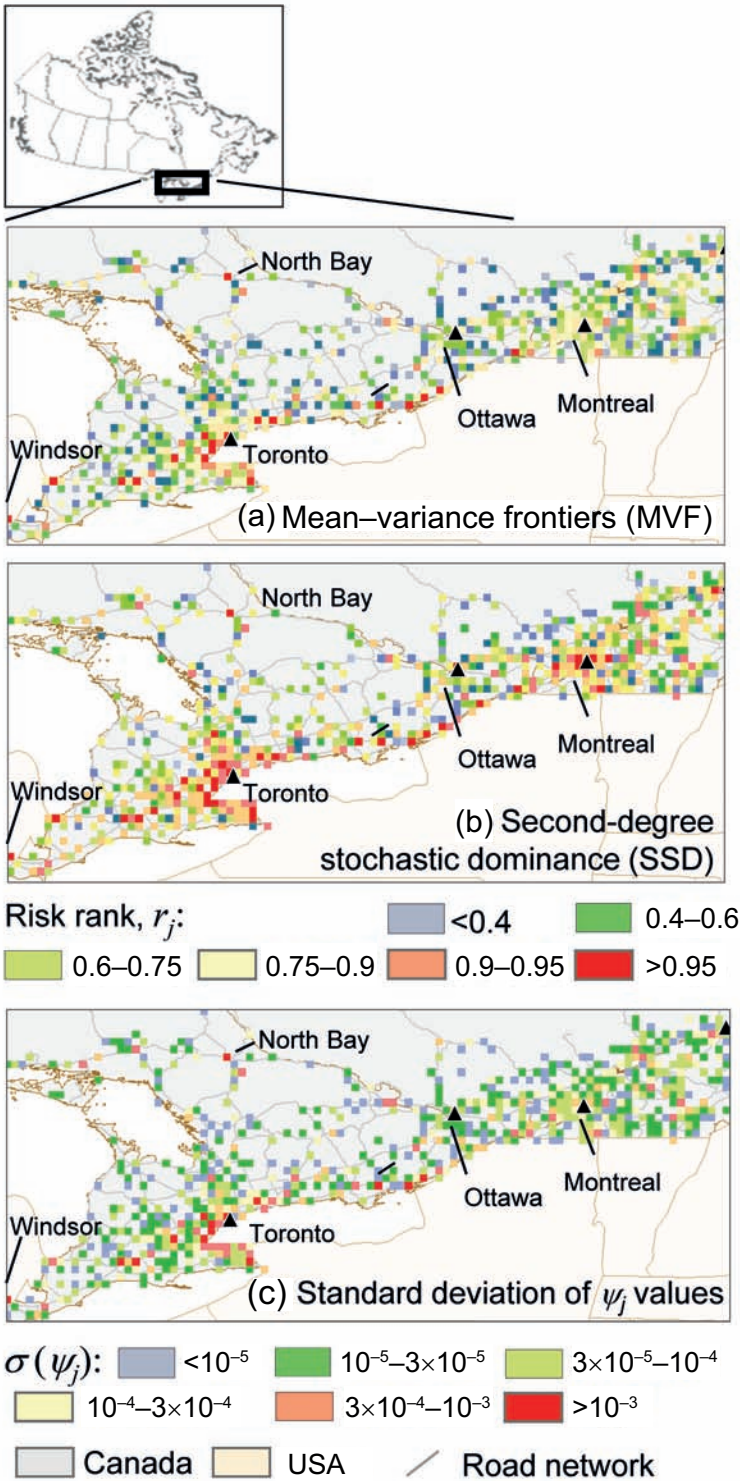 North Bay
Ottawa
Montreal
Windsor
Toronto
(a) Mean–variance frontiers (MVF)
North Bay
Ottawa
Montreal
Windsor
Toronto
(b) Second-degree
stochastic dominance (SSD)
Risk rank, r_j: <0.4 0.4–0.6
0.6–0.75 0.75–0.9 0.9–0.95 >0.95
North Bay
Ottawa
Montreal
Windsor
Toronto
(c) Standard deviation of ψ_j values
σ(ψ_j): <10⁻⁵ 10⁻⁵–3×10⁻⁵ 3×10⁻⁵–10⁻⁴
10⁻⁴–3×10⁻⁴ 3×10⁻⁴–10⁻³ >10⁻³
Canada USA Road network